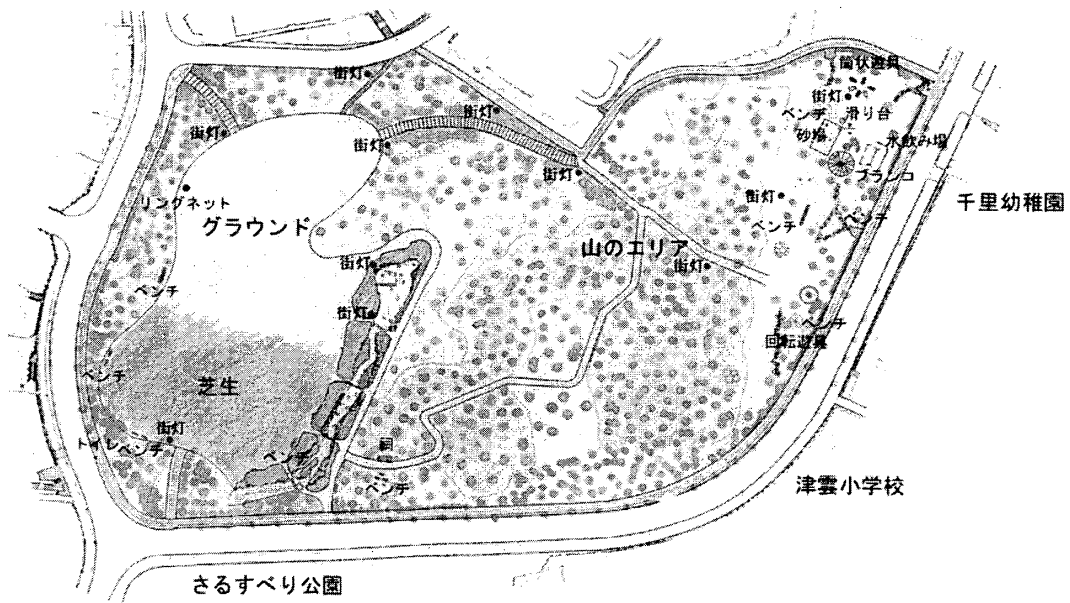 街灯
筒状遊具
街灯
ベンチ
滑り台
砂場
水飲み場
ブランコ
街灯
街灯
街灯
街灯
リングネット
グラウンド
街灯
ベンチ
ベンチ
千里幼稚園
山のエリア
街灯
街灯
ベンチ
街灯
ベンチ
回転遊具
ベンチ
芝生
街灯
トイレ
ベンチ
ベンチ
祠
ベンチ
津雲小学校
さるすべり公園